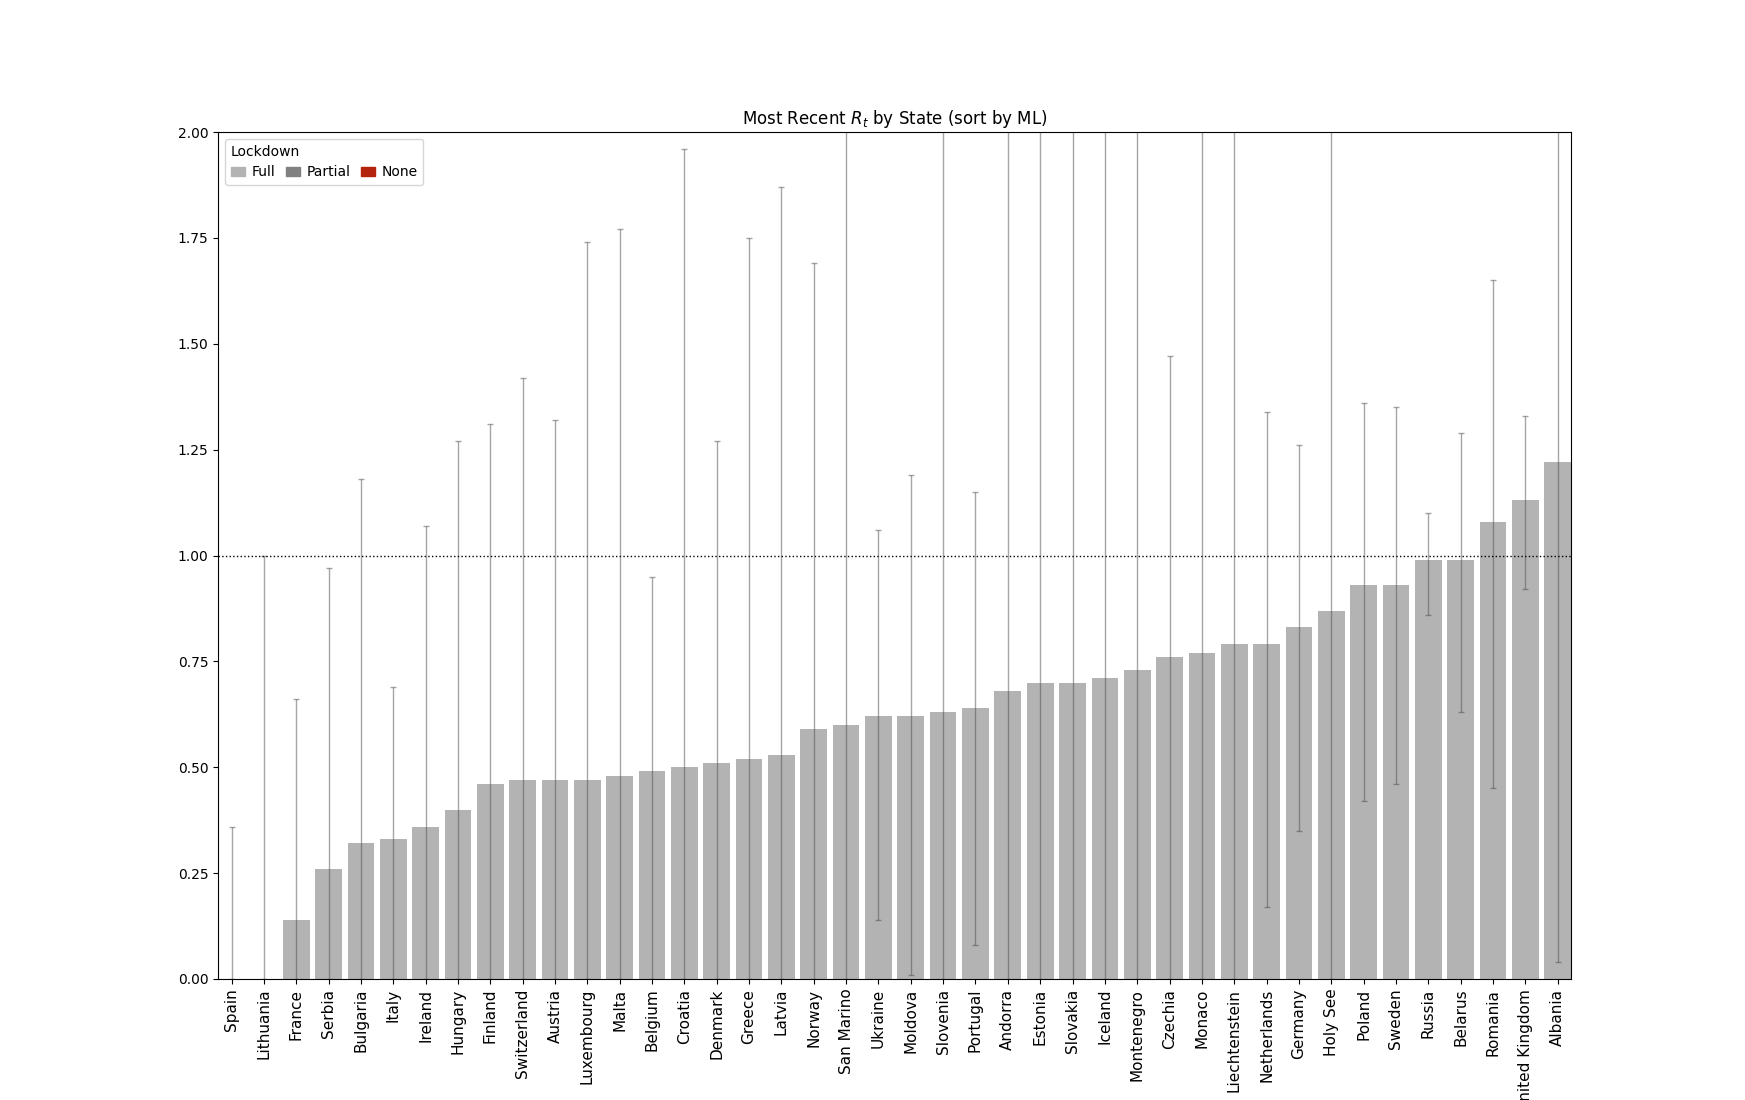 Most Recent R_t by State (sort by ML)
Lockdown
Full Partial None
2.00
1.75
1.50
1.25
1.00
0.75
0.50
0.25
0.00
Spain
Lithuania
France
Serbia
Bulgaria
Italy
Ireland
Hungary
Finland
Switzerland
Austria
Luxembourg
Malta
Belgium
Croatia
Denmark
Greece
Latvia
Norway
San Marino
Ukraine
Moldova
Slovenia
Portugal
Andorra
Estonia
Slovakia
Iceland
Montenegro
Czechia
Monaco
Liechtenstein
Netherlands
Germany
Holy See
Poland
Sweden
Russia
Belarus
Romania
nited Kingdom
Albania